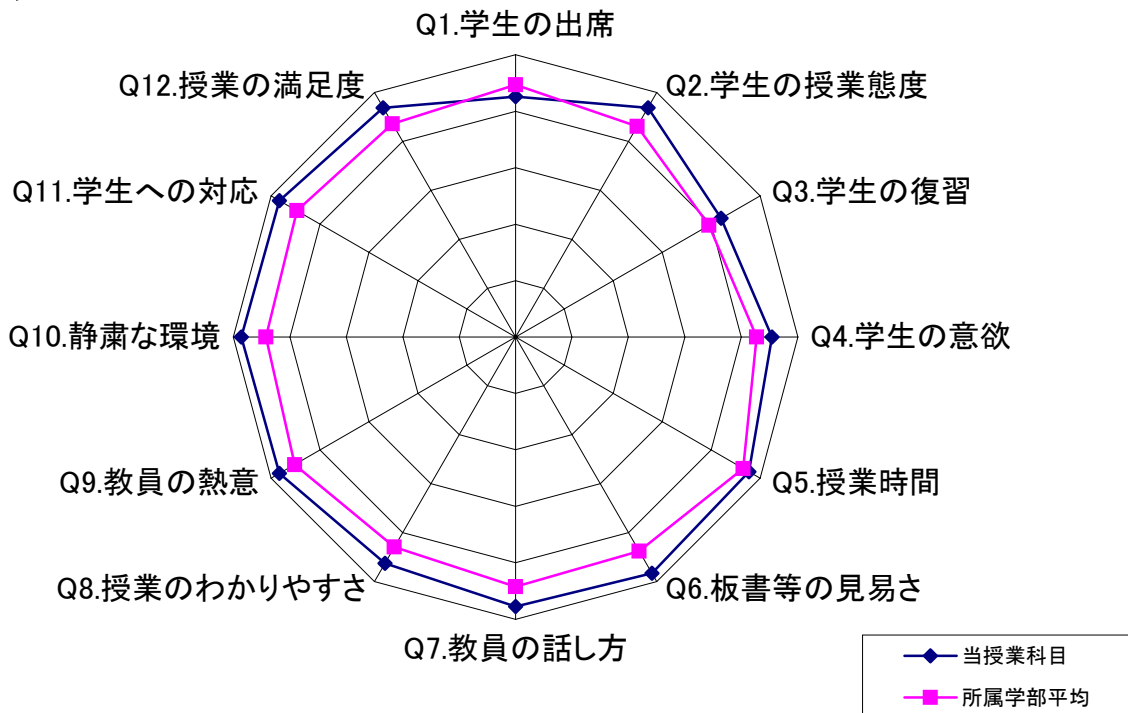 Q1.学生の出席
Q2.学生の授業態度
Q3.学生の復習
Q4.学生の意欲
Q5.授業時間
Q6.板書等の見易さ
Q7.教員の話し方
Q8.授業のわかりやすさ
Q9.教員の熱意
Q10.静粛な環境
Q11.学生への対応
Q12.授業の満足度
当授業科目
所属学部平均